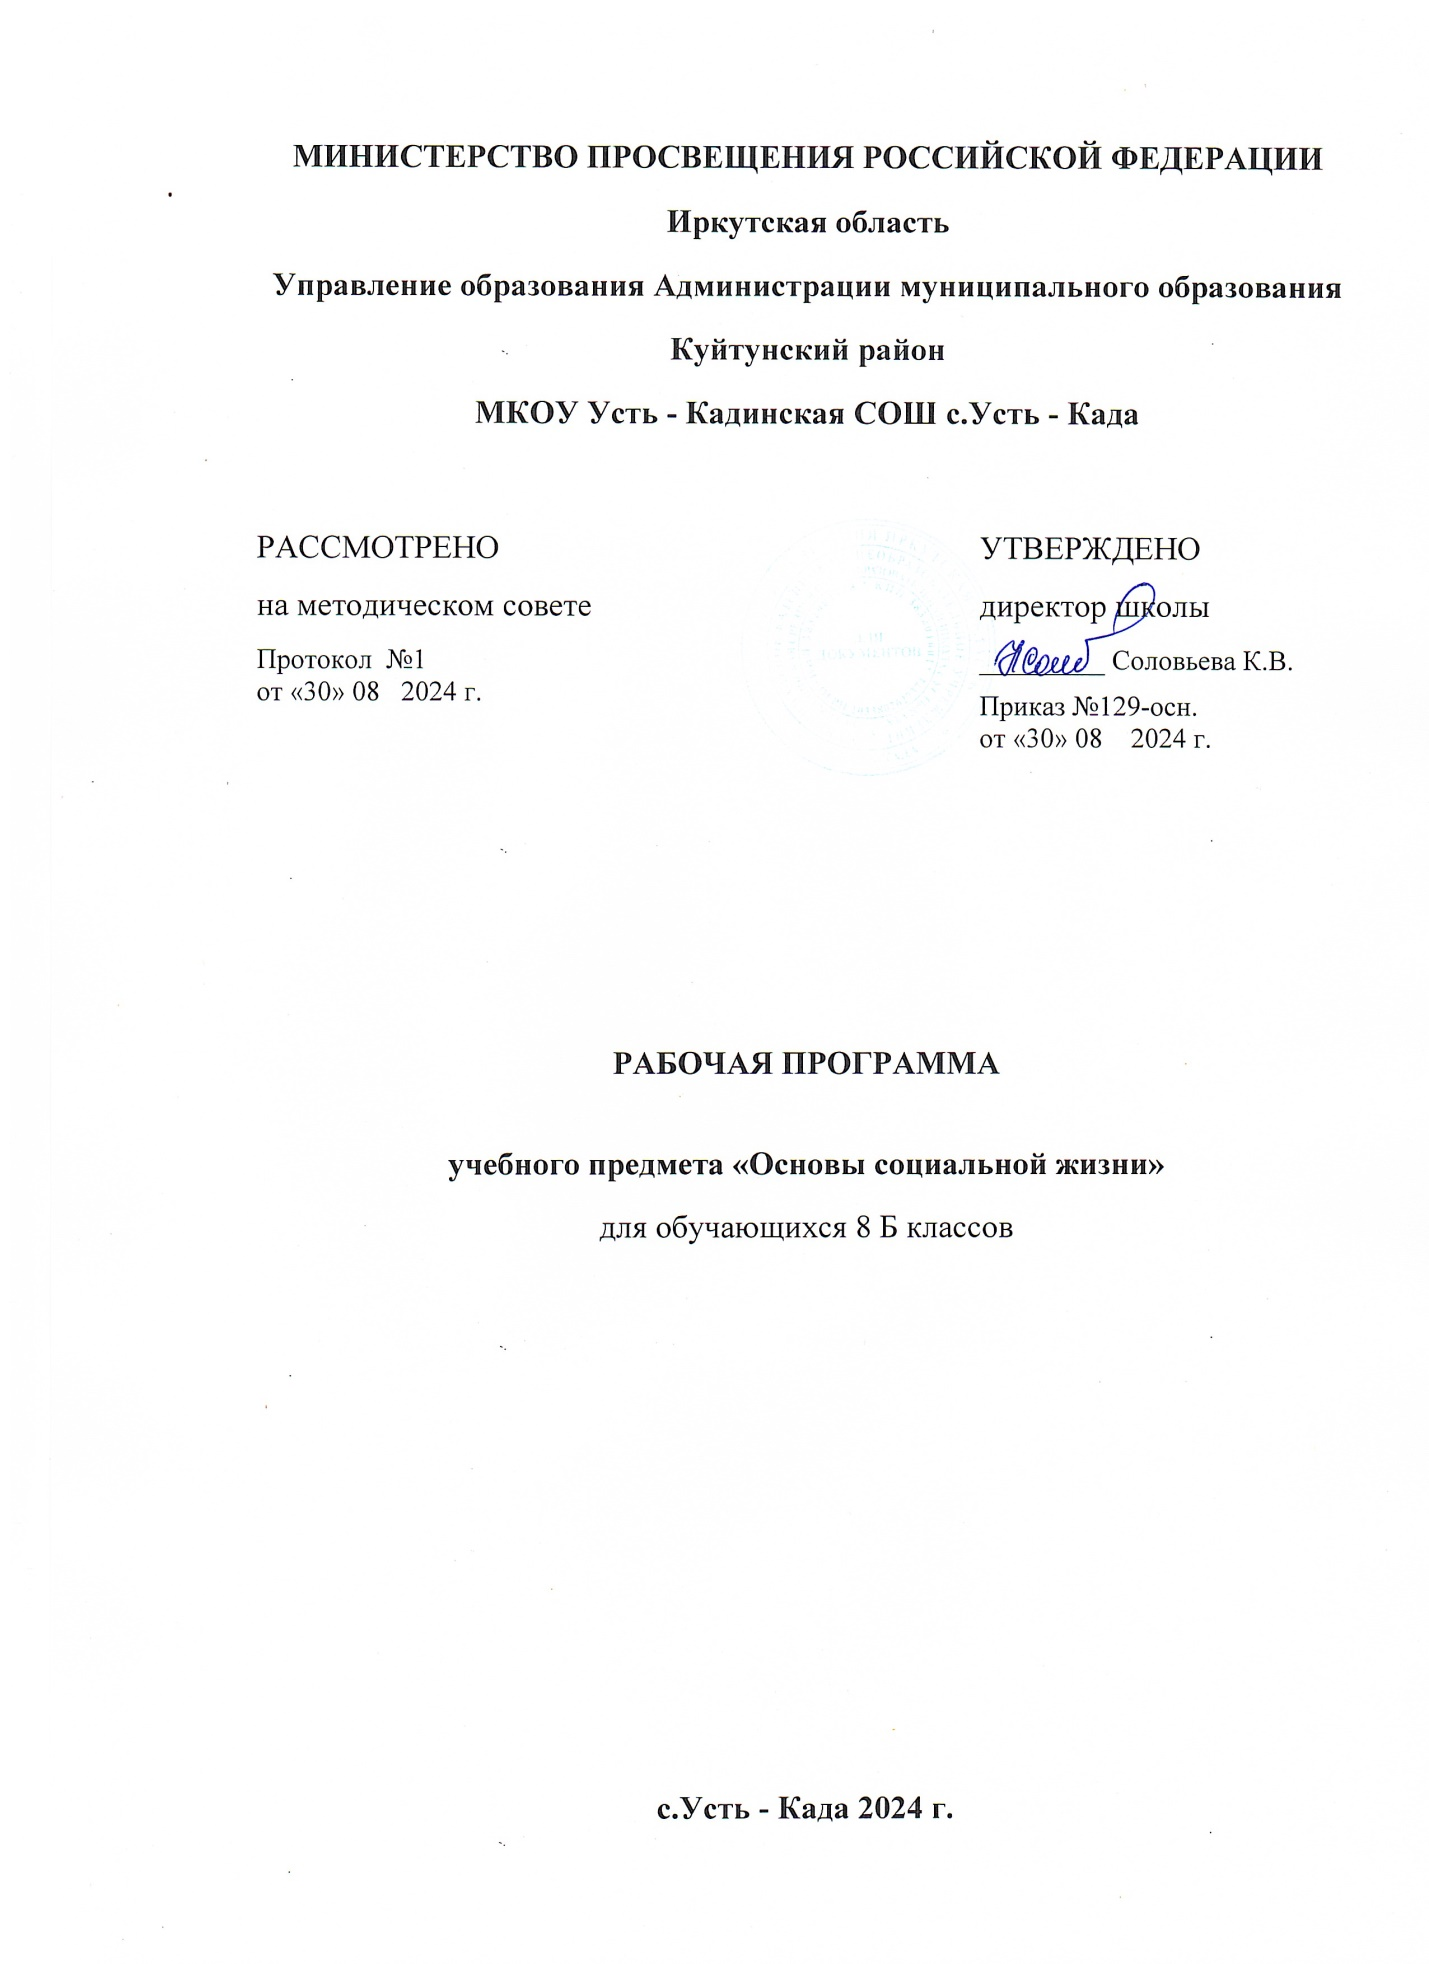 МИНИСТЕРСТВО ПРОСВЕЩЕНИЯ РОССИЙСКОЙ ФЕДЕРАЦИИ
Иркутская область
Управление образования Администрации муниципального образования
Куйтунский район
МКОУ Усть - Кадинская СОШ с.Усть - Када
РАССМОТРЕНО
на методическом совете
Протокол №1
от «30» 08 2024 г.
ДОКУМЕНТОВ
УТВЕРЖДЕНО
директор школы
_________ Соловьева К.В.
Приказ №129-осн.
от «30» 08 2024 г.
РАБОЧАЯ ПРОГРАММА
учебного предмета «Основы социальной жизни»
для обучающихся 8 Б классов
с.Усть - Када 2024 г.